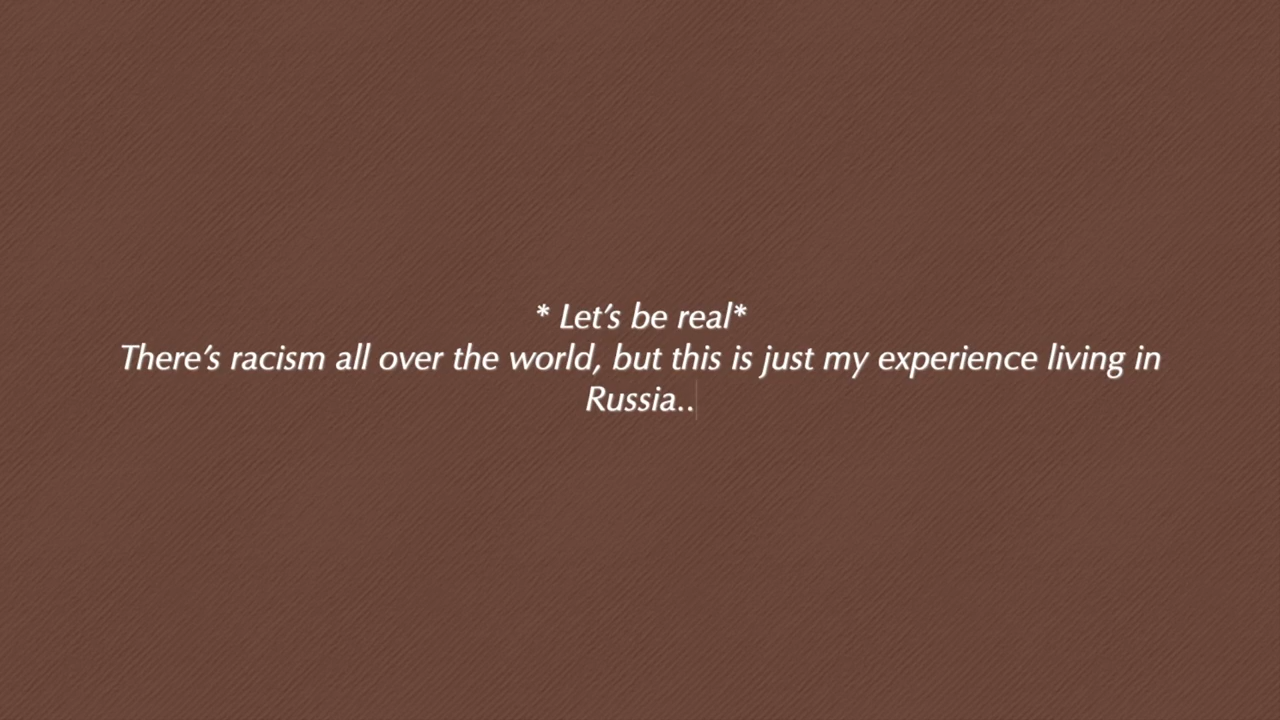 * Let's be real*
There's racism all over the world, but this is just my experience living in
Russia..